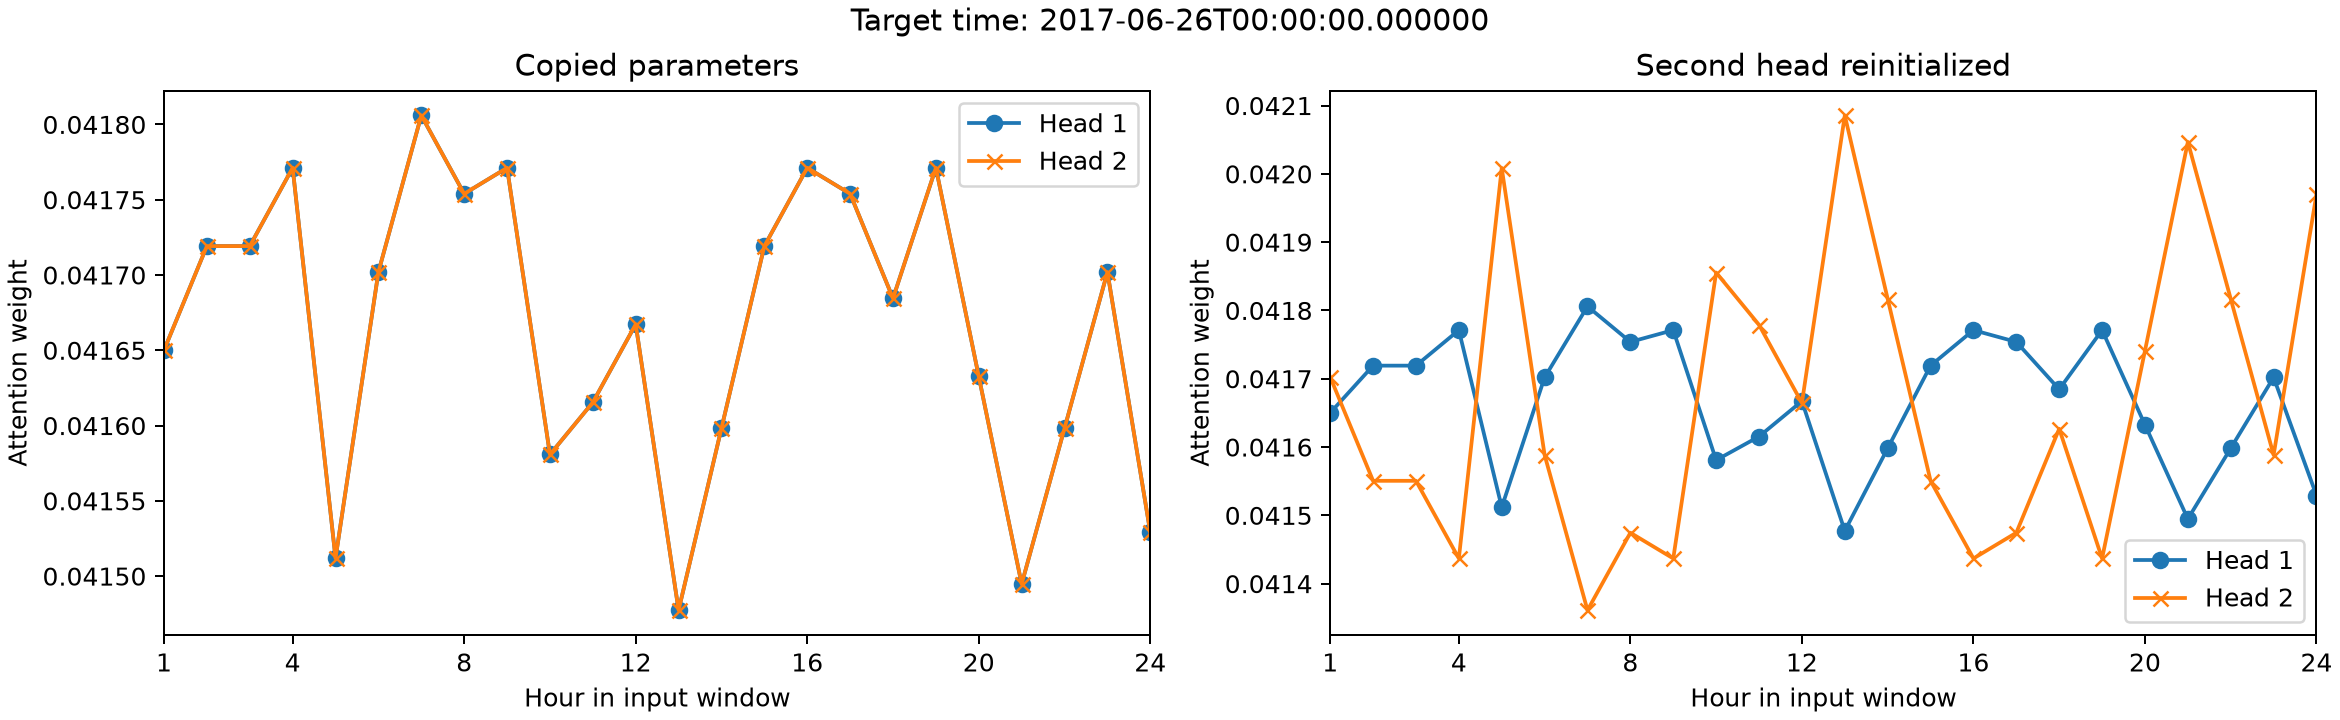 Target time: 2017-06-26T00:00:00.000000
Copied parameters
Attention weight
0.04180
0.04175
0.04170
0.04165
0.04160
0.04155
0.04150
Head 1
Head 2
1 4 8 12 16 20 24
Hour in input window
Second head reinitialized
Attention weight
0.0421
0.0420
0.0419
0.0418
0.0417
0.0416
0.0415
0.0414
Head 1
Head 2
1 4 8 12 16 20 24
Hour in input window